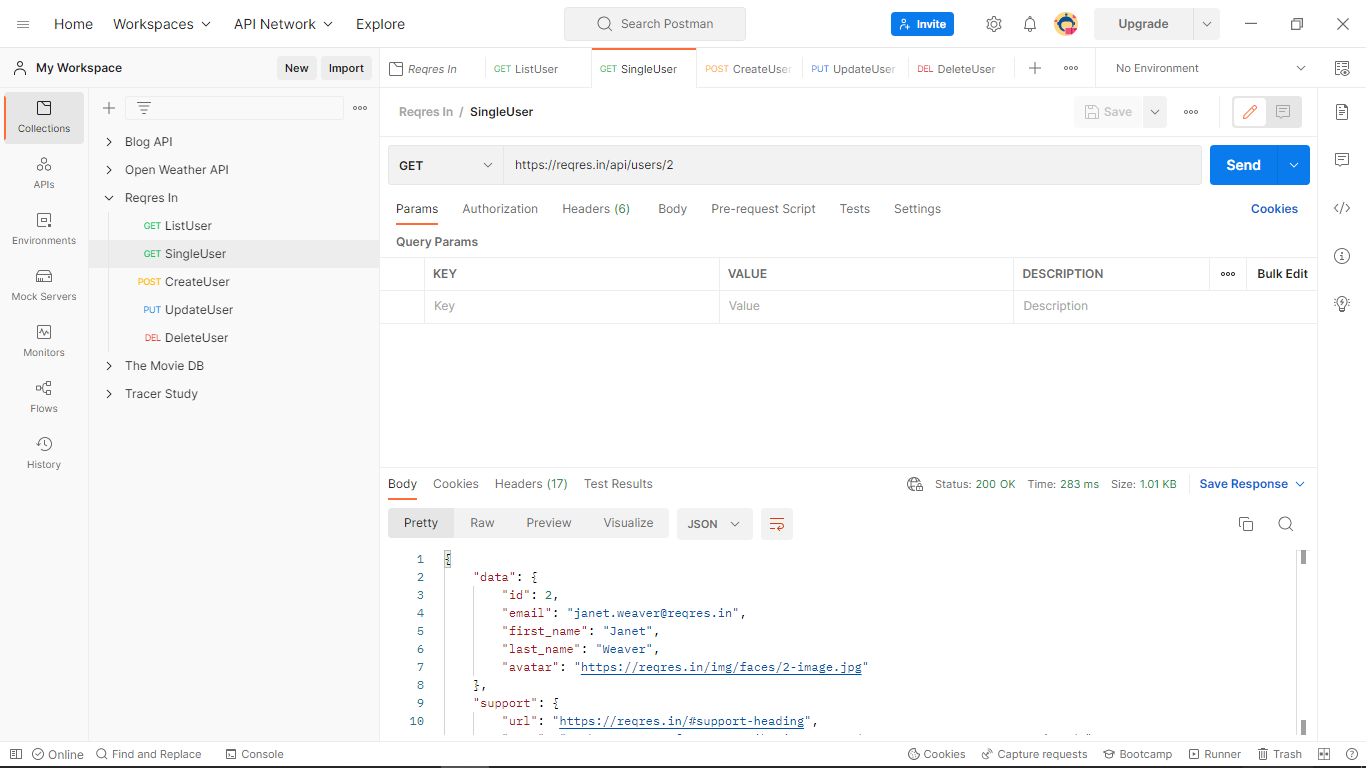 Home Workspaces API Network Explore Search Postman Invite Upgrade
My Workspace New Import Reqres In GET ListUser GET SingleUser POST CreateUser PUT UpdateUser DEL DeleteUser No Environment
Collections
APIs
Environments
Mock Servers
Monitors
Flows
History
Blog API
Open Weather API
Reqres In
GET ListUser
GET SingleUser
POST CreateUser
PUT UpdateUser
DEL DeleteUser
The Movie DB
Tracer Study
Reqres In / SingleUser Save
GET https://reqres.in/api/users/2 Send
Params Authorization Headers (6) Body Pre-request Script Tests Settings Cookies
Query Params
KEY VALUE DESCRIPTION Bulk Edit
Key Value Description
Body Cookies Headers (17) Test Results Status: 200 OK Time: 283 ms Size: 1.01 KB Save Response
Pretty Raw Preview Visualize JSON
1 {
2 "data": {
3 "id": 2,
4 "email": "janet.weaver@reqres.in",
5 "first_name": "Janet",
6 "last_name": "Weaver",
7 "avatar": "https://reqres.in/img/faces/2-image.jpg"
8 },
9 "support": {
10 "url": "https://reqres.in/#support-heading",
Online Find and Replace Console Cookies Capture requests Bootcamp Runner Trash